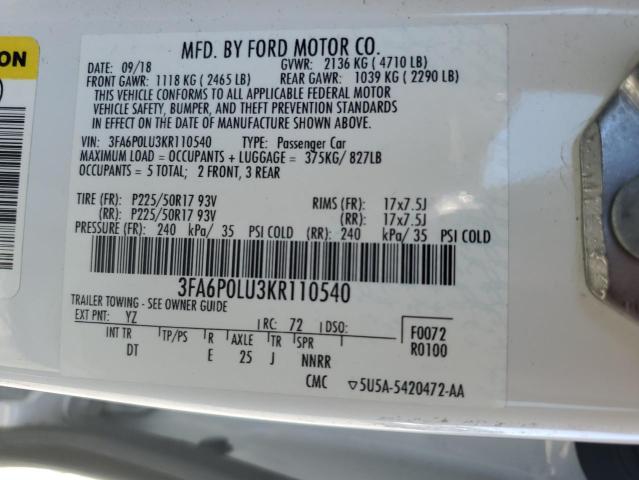 ON
MFD. BY FORD MOTOR CO.
DATE: 09/18 GVWR: 2136 KG ( 4710 LB)
FRONT GAWR: 1118 KG ( 2465 LB) REAR GAWR: 1039 KG ( 2290 LB)
THIS VEHICLE CONFORMS TO ALL APPLICABLE FEDERAL MOTOR
VEHICLE SAFETY, BUMPER, AND THEFT PREVENTION STANDARDS
IN EFFECT ON THE DATE OF MANUFACTURE SHOWN ABOVE.
VIN: 3FA6P0LU3KR110540 TYPE: Passenger Car
MAXIMUM LOAD = OCCUPANTS + LUGGAGE = 375KG/ 827LB
OCCUPANTS = 5 TOTAL; 2 FRONT, 3 REAR
TIRE (FR): P225/50R17 93V RIMS (FR): 17x7.5J
(RR): P225/50R17 93V (RR): 17x7.5J
PRESSURE (FR): 240 kPa/ 35 PSI COLD (RR): 240 kPa/ 35 PSI COLD
3FA6P0LU3KR110540
TRAILER TOWING - SEE OWNER GUIDE
EXT PNT: YZ RC: 72 DSO: F0072
INT TR TP/PS R AXLE TR SPR R0100
DT E 25 J NNRR
CMC ▽5U5A-5420472-AA